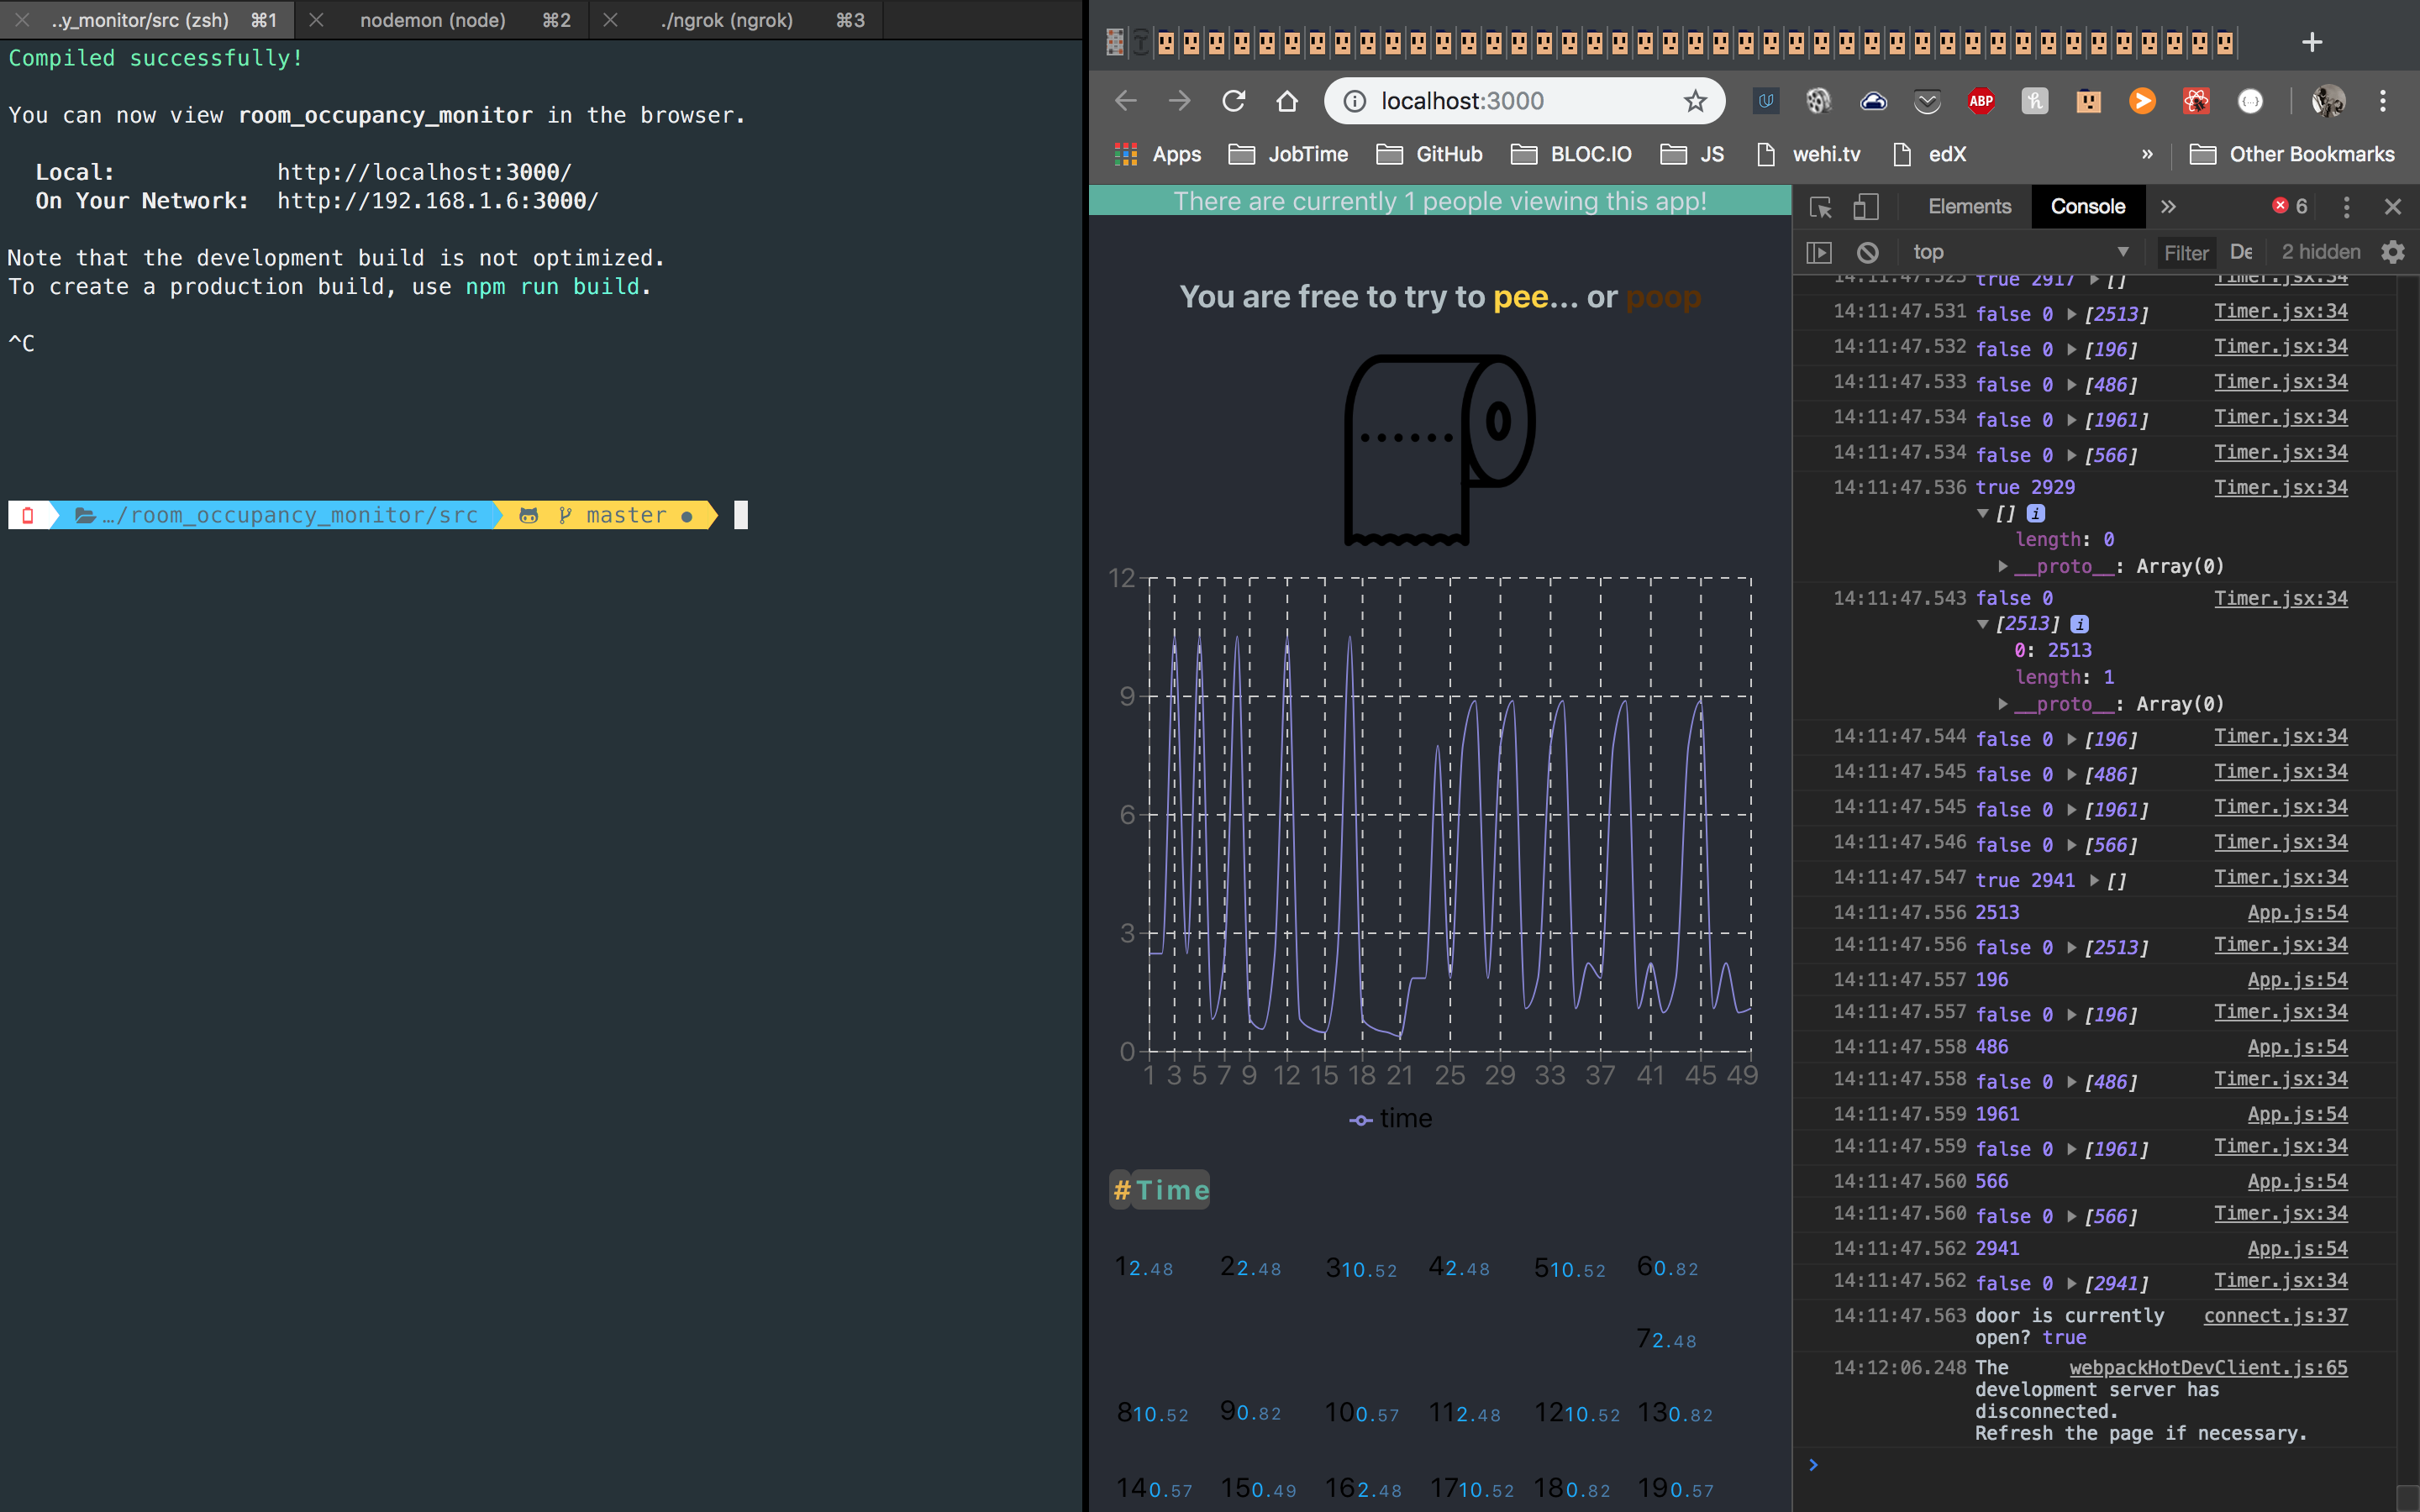 ..y_monitor/src (zsh) ⌘1 nodemon (node) ⌘2 ./ngrok (ngrok) ⌘3
Compiled successfully!
You can now view room_occupancy_monitor in the browser.
Local: http://localhost:3000/
On Your Network: http://192.168.1.6:3000/
Note that the development build is not optimized.
To create a production build, use npm run build.
^C
…/room_occupancy_monitor/src master ●
localhost:3000
ABP
Apps JobTime GitHub BLOC.IO JS wehi.tv edX » Other Bookmarks
There are currently 1 people viewing this app!
You are free to try to pee... or poop
12
9
6
3
0
1 3 5 7 9 12 15 18 21 25 29 33 37 41 45 49
time
#Time
12.48 22.48 310.52 42.48 510.52 60.82
72.48
810.52 90.82 100.57 112.48 1210.52 130.82
140.57 150.49 162.48 1710.52 180.82 190.57
Elements Console » 6
top Filter De 2 hidden
14:11:47.525 true 2917 ▶ [] Timer.jsx:34
14:11:47.531 false 0 ▶ [2513] Timer.jsx:34
14:11:47.532 false 0 ▶ [196] Timer.jsx:34
14:11:47.533 false 0 ▶ [486] Timer.jsx:34
14:11:47.534 false 0 ▶ [1961] Timer.jsx:34
14:11:47.534 false 0 ▶ [566] Timer.jsx:34
14:11:47.536 true 2929 Timer.jsx:34
▼ [] i
length: 0
▶ __proto__: Array(0)
14:11:47.543 false 0 Timer.jsx:34
▼ [2513] i
0: 2513
length: 1
▶ __proto__: Array(0)
14:11:47.544 false 0 ▶ [196] Timer.jsx:34
14:11:47.545 false 0 ▶ [486] Timer.jsx:34
14:11:47.545 false 0 ▶ [1961] Timer.jsx:34
14:11:47.546 false 0 ▶ [566] Timer.jsx:34
14:11:47.547 true 2941 ▶ [] Timer.jsx:34
14:11:47.556 2513 App.js:54
14:11:47.556 false 0 ▶ [2513] Timer.jsx:34
14:11:47.557 196 App.js:54
14:11:47.557 false 0 ▶ [196] Timer.jsx:34
14:11:47.558 486 App.js:54
14:11:47.558 false 0 ▶ [486] Timer.jsx:34
14:11:47.559 1961 App.js:54
14:11:47.559 false 0 ▶ [1961] Timer.jsx:34
14:11:47.560 566 App.js:54
14:11:47.560 false 0 ▶ [566] Timer.jsx:34
14:11:47.562 2941 App.js:54
14:11:47.562 false 0 ▶ [2941] Timer.jsx:34
14:11:47.563 door is currently connect.js:37
open? true
14:12:06.248 The webpackHotDevClient.js:65
development server has
disconnected.
Refresh the page if necessary.